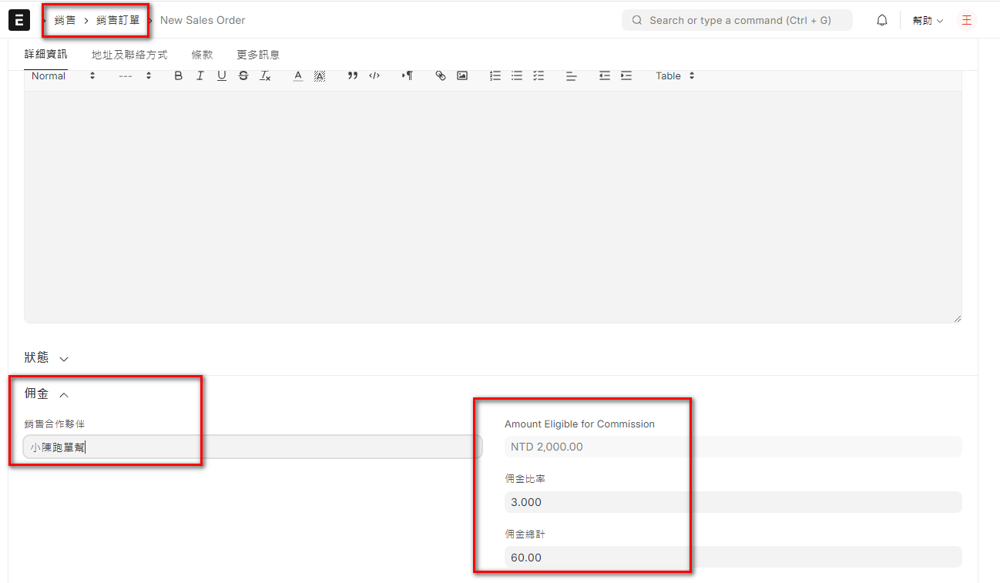 E 銷售 > 銷售訂單 > New Sales Order Search or type a command (Ctrl + G) 幫助 王
詳細資訊 地址及聯絡方式 條款 更多訊息
Normal --- B I U S Tx A A ” </> ¶ Table
狀態
佣金
銷售合作夥伴
小陳跑單幫
Amount Eligible for Commission
NTD 2,000.00
佣金比率
3.000
佣金總計
60.00